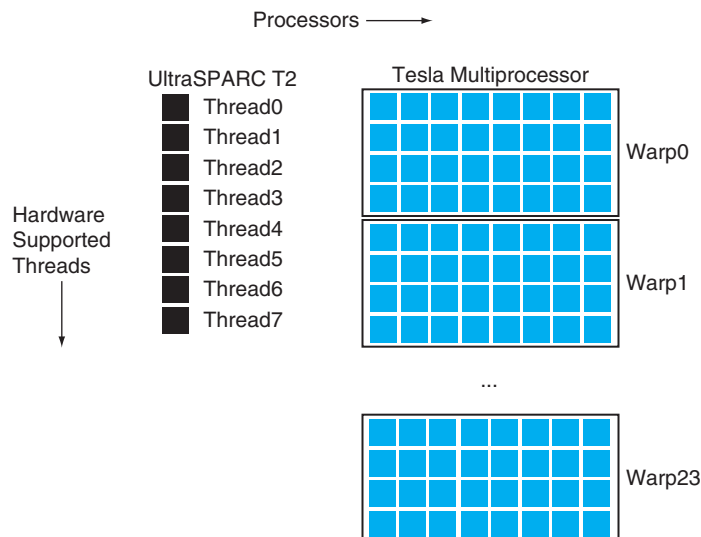 Processors
UltraSPARC T2
Tesla Multiprocessor
Thread0
Thread1
Thread2
Thread3
Thread4
Thread5
Thread6
Thread7
Hardware
Supported
Threads
Warp0
Warp1
...
Warp23